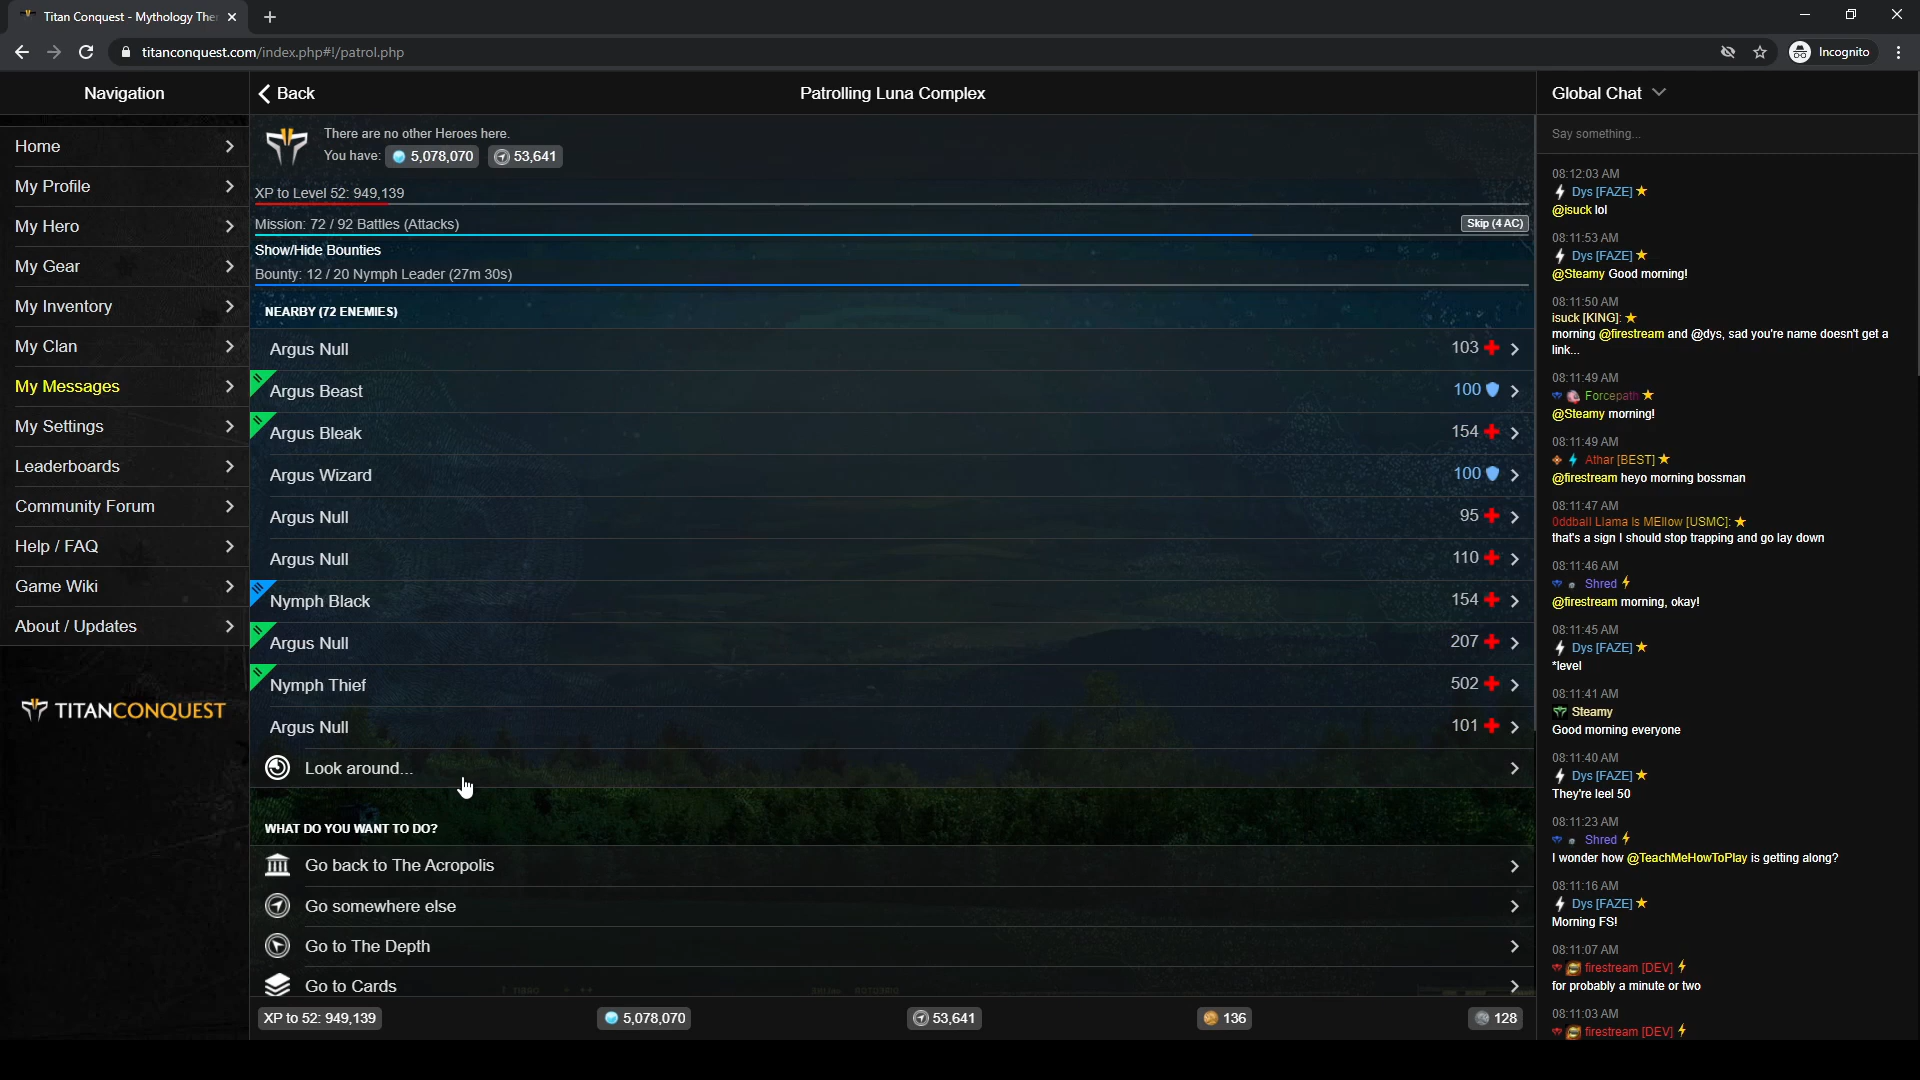 Titan Conquest - Mythology The
titanconquest.com/index.php#!/patrol.php
Incognito
Navigation
Home
My Profile
My Hero
My Gear
My Inventory
My Clan
My Messages
My Settings
Leaderboards
Community Forum
Help / FAQ
Game Wiki
About / Updates
TITANCONQUEST
Back
Patrolling Luna Complex
There are no other Heroes here.
You have: 5,078,070 53,641
XP to Level 52: 949,139
Mission: 72 / 92 Battles (Attacks)
Skip (4 AC)
Show/Hide Bounties
Bounty: 12 / 20 Nymph Leader (27m 30s)
NEARBY (72 ENEMIES)
Argus Null 103
Argus Beast 100
Argus Bleak 154
Argus Wizard 100
Argus Null 95
Argus Null 110
Nymph Black 154
Argus Null 207
Nymph Thief 502
Argus Null 101
Look around...
WHAT DO YOU WANT TO DO?
Go back to The Acropolis
Go somewhere else
Go to The Depth
Go to Cards
XP to 52: 949,139 5,078,070 53,641 136 128
Global Chat
Say something...
08:12:03 AM
Dys [FAZE]
@isuck lol
08:11:53 AM
Dys [FAZE]
@Steamy Good morning!
08:11:50 AM
isuck [KING]:
morning @firestream and @dys, sad you're name doesn't get a
link...
08:11:49 AM
Forcepath
@Steamy morning!
08:11:49 AM
Athar [BEST]
@firestream heyo morning bossman
08:11:47 AM
0ddball Llama Is MEllow [USMC]:
that's a sign I should stop trapping and go lay down
08:11:46 AM
Shred
@firestream morning, okay!
08:11:45 AM
Dys [FAZE]
*level
08:11:41 AM
Steamy
Good morning everyone
08:11:40 AM
Dys [FAZE]
They're leel 50
08:11:23 AM
Shred
I wonder how @TeachMeHowToPlay is getting along?
08:11:16 AM
Dys [FAZE]
Morning FS!
08:11:07 AM
firestream [DEV]
for probably a minute or two
08:11:03 AM
firestream [DEV]